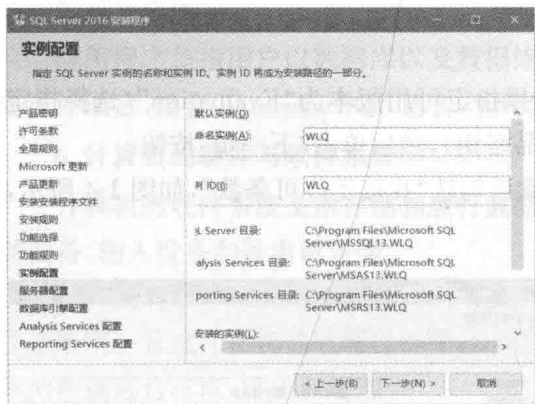 SQL Server 2016 安装程序
实例配置
指定 SQL Server 实例的名称和实例 ID。实例 ID 将成为安装路径的一部分。
产品密钥
许可条款
全局规则
Microsoft 更新
产品更新
安装安装程序文件
安装规则
功能选择
功能规则
实例配置
服务器配置
数据库引擎配置
Analysis Services 配置
Reporting Services 配置
默认实例(D)
命名实例(A): WLQ
例 ID(I): WLQ
L Server 目录: C:\Program Files\Microsoft SQL
Server\MSSQL13.WLQ
alysis Services 目录: C:\Program Files\Microsoft SQL
Server\MSAS13.WLQ
porting Services 目录: C:\Program Files\Microsoft SQL
Server\MSRS13.WLQ
安装的实例(L):
< 上一步(B)
下一步(N) >
取消